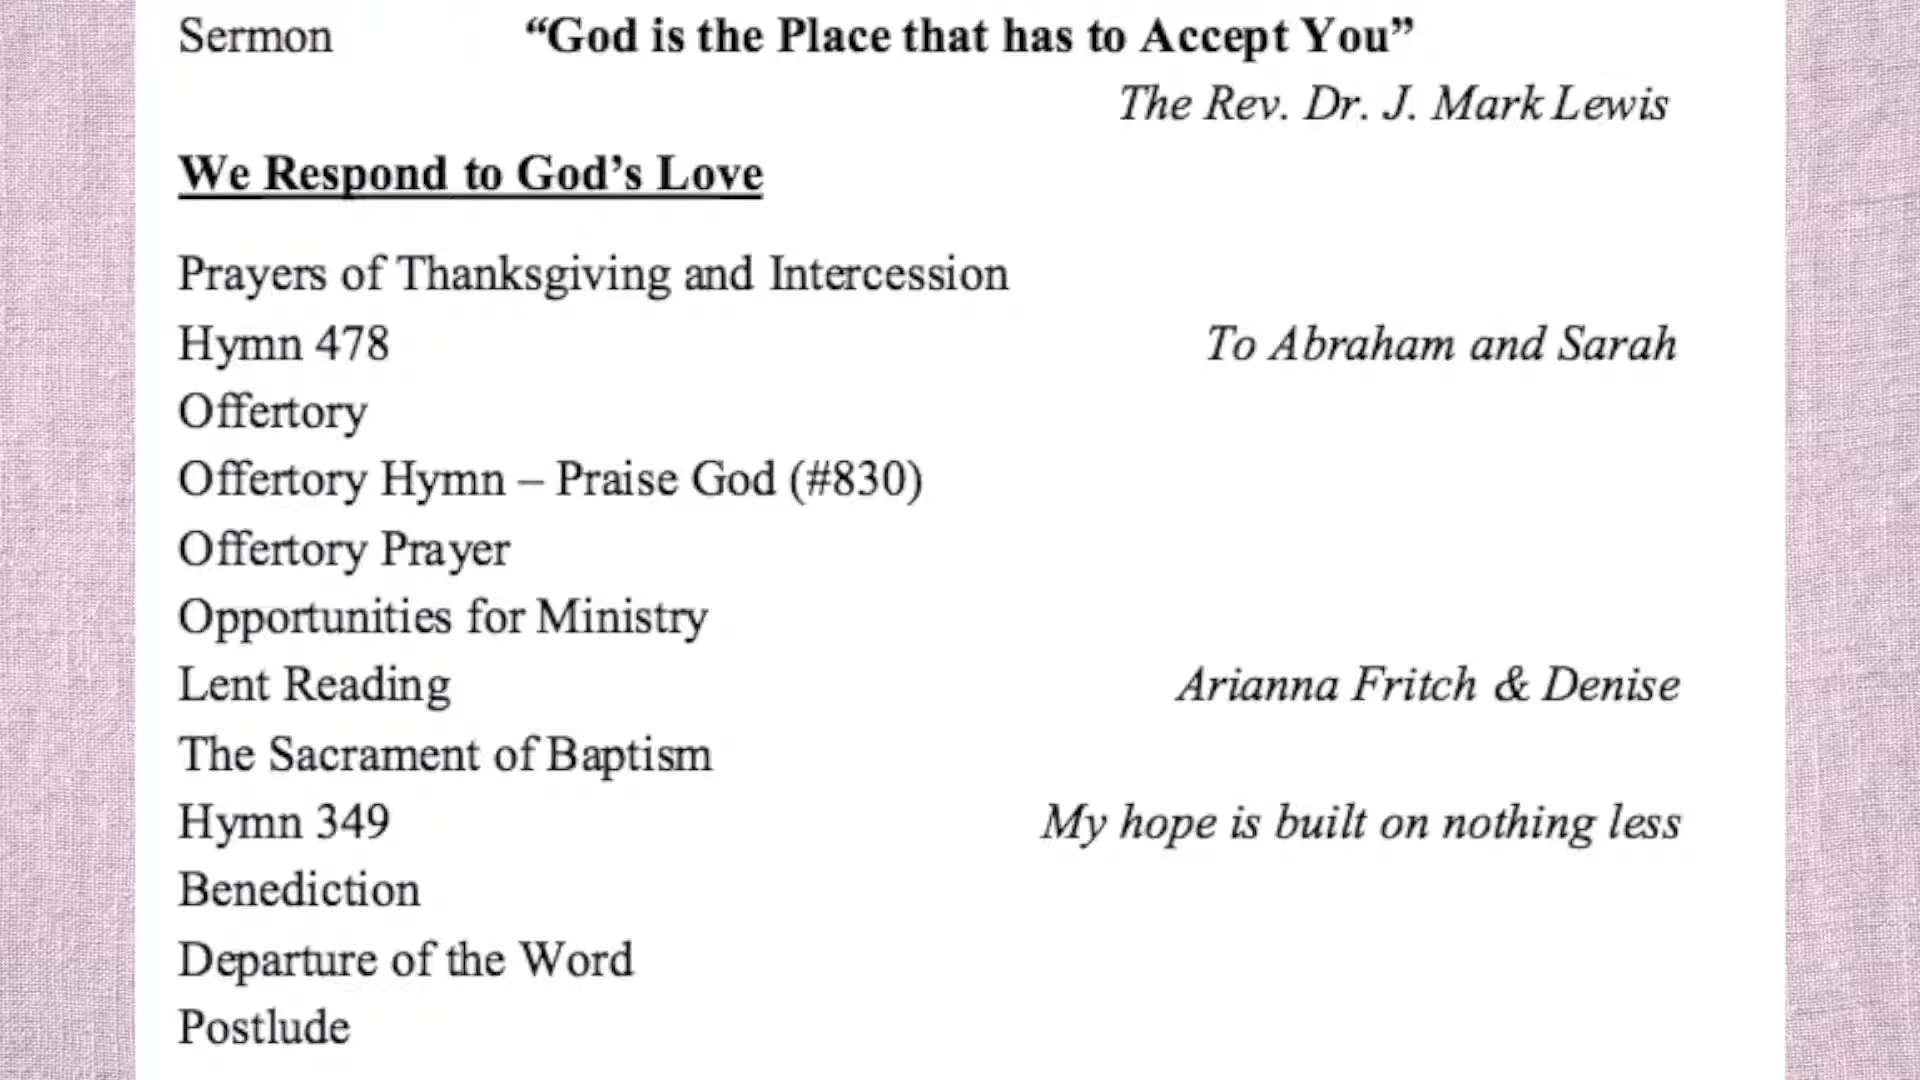 Sermon “God is the Place that has to Accept You”
The Rev. Dr. J. Mark Lewis
We Respond to God’s Love
Prayers of Thanksgiving and Intercession
Hymn 478 To Abraham and Sarah
Offertory
Offertory Hymn – Praise God (#830)
Offertory Prayer
Opportunities for Ministry
Lent Reading Arianna Fritch & Denise
The Sacrament of Baptism
Hymn 349 My hope is built on nothing less
Benediction
Departure of the Word
Postlude